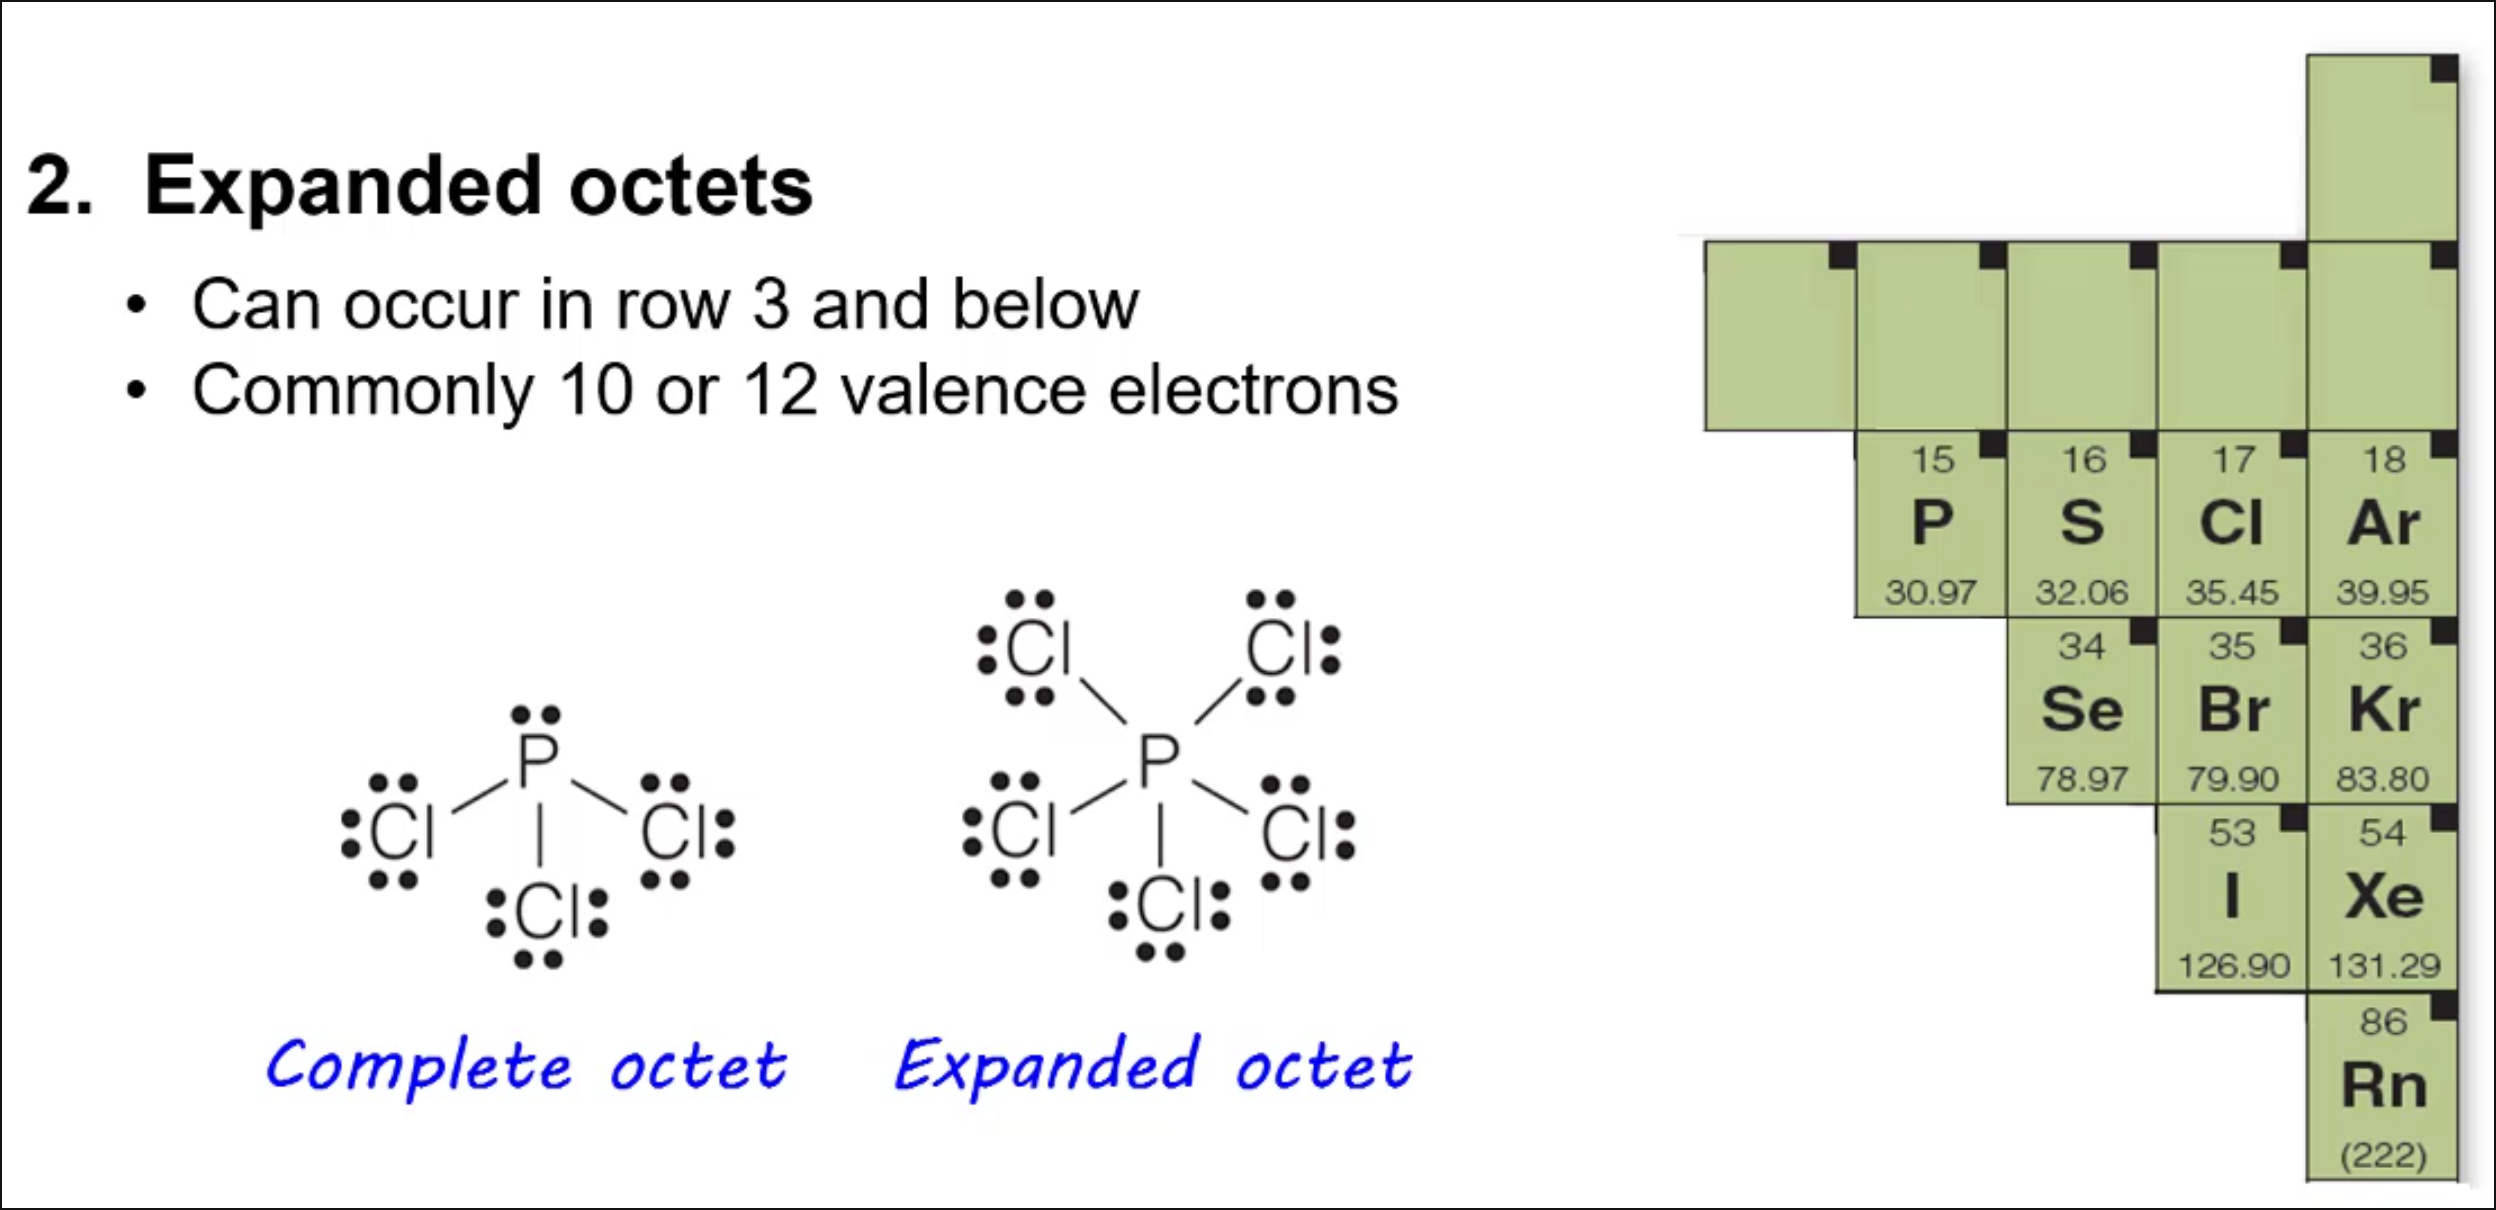 2. Expanded octets
• Can occur in row 3 and below
• Commonly 10 or 12 valence electrons
Cl Cl
P
Cl Cl
Cl
P
Cl Cl
Cl
Complete octet
Expanded octet
15 16 17 18
P S Cl Ar
30.97 32.06 35.45 39.95
34 35 36
Se Br Kr
78.97 79.90 83.80
53 54
I Xe
126.90 131.29
86
Rn
(222)